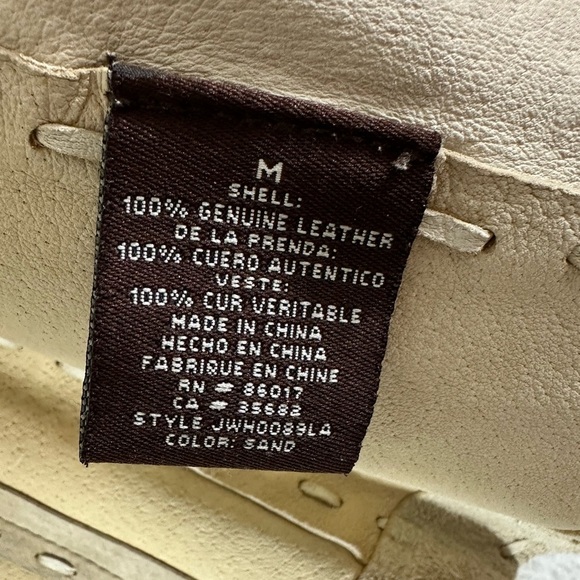 M
SHELL:
100% GENUINE LEATHER
DE LA PRENDA:
100% CUERO AUTENTICO
VESTE:
100% CUR VERITABLE
MADE IN CHINA
HECHO EN CHINA
FABRIQUE EN CHINE
RN # 86017
CA # 35682
STYLE JWH0089LA
COLOR: SAND